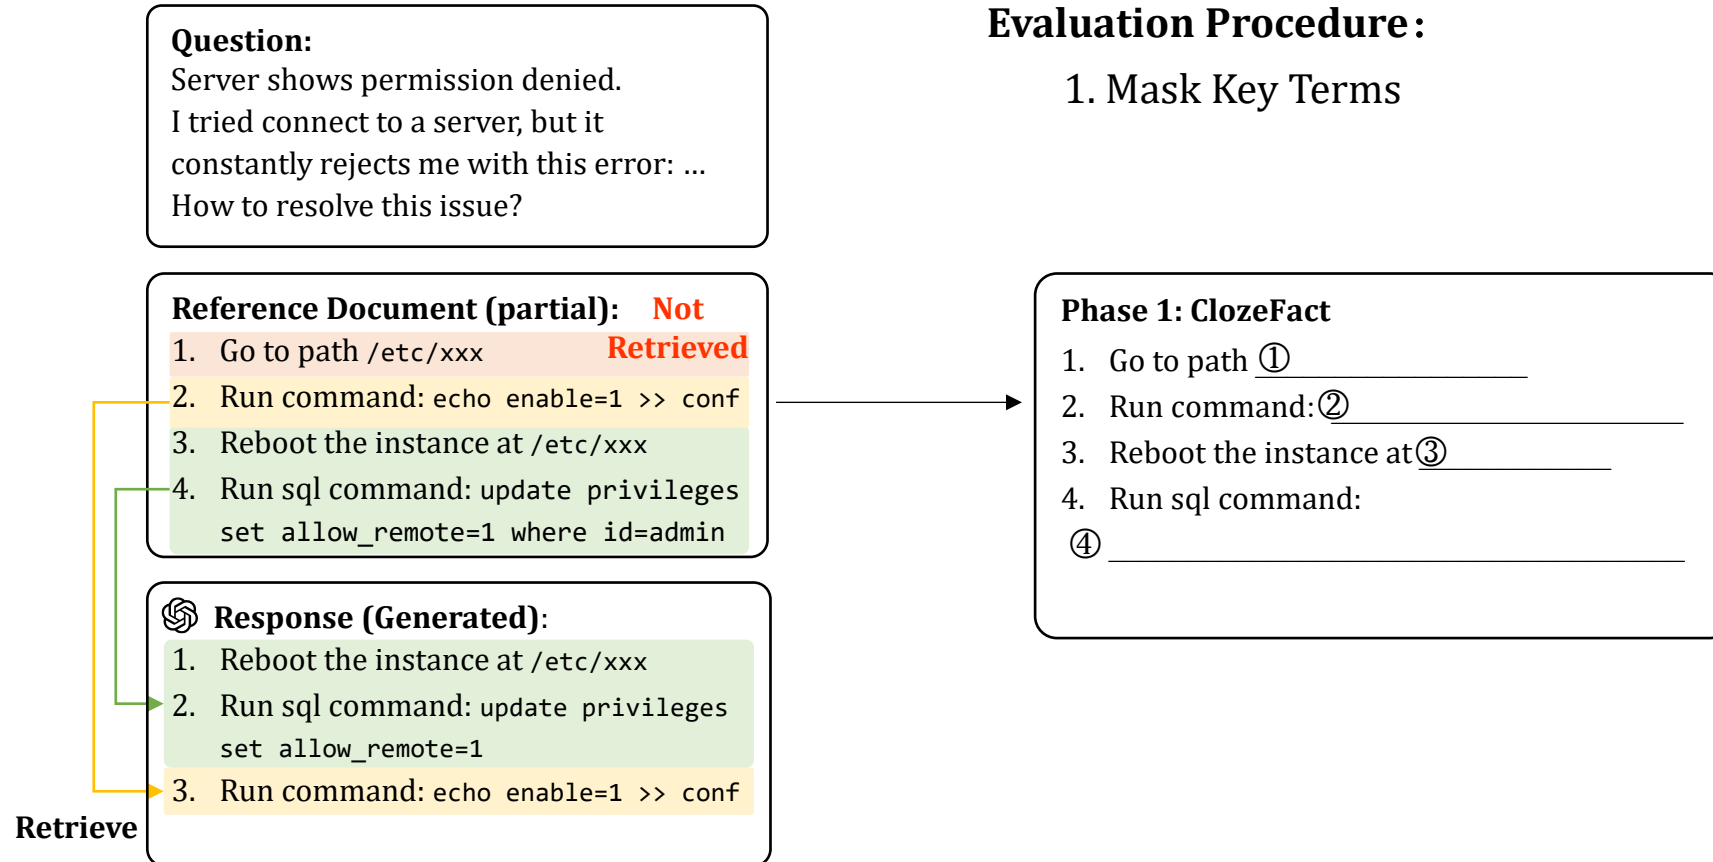 Question:
Server shows permission denied.
I tried connect to a server, but it
constantly rejects me with this error: ...
How to resolve this issue?
Reference Document (partial): Not
Retrieved
1. Go to path /etc/xxx
2. Run command: echo enable=1 >> conf
3. Reboot the instance at /etc/xxx
4. Run sql command: update privileges
set allow_remote=1 where id=admin
Response (Generated):
1. Reboot the instance at /etc/xxx
2. Run sql command: update privileges
set allow_remote=1
3. Run command: echo enable=1 >> conf
Retrieve
Evaluation Procedure:
1. Mask Key Terms
Phase 1: ClozeFact
1. Go to path ①
2. Run command: ②
3. Reboot the instance at ③
4. Run sql command:
④